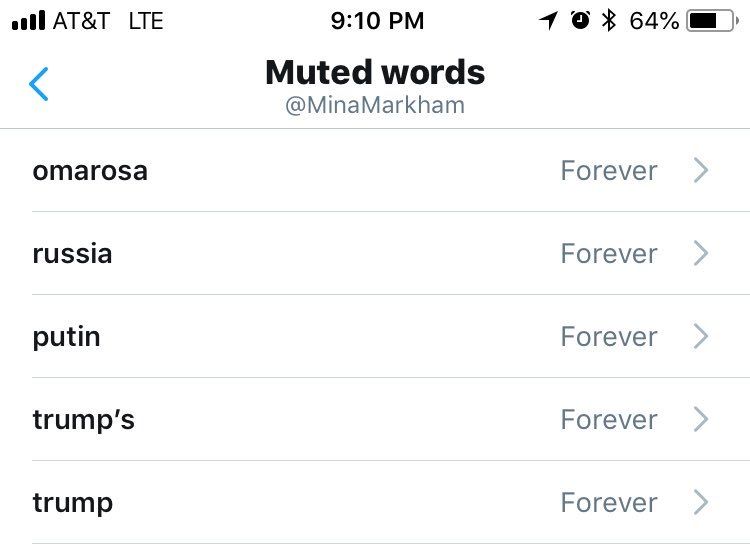 AT&T LTE 9:10 PM 64%
Muted words
@MinaMarkham
omarosa Forever
russia Forever
putin Forever
trump’s Forever
trump Forever